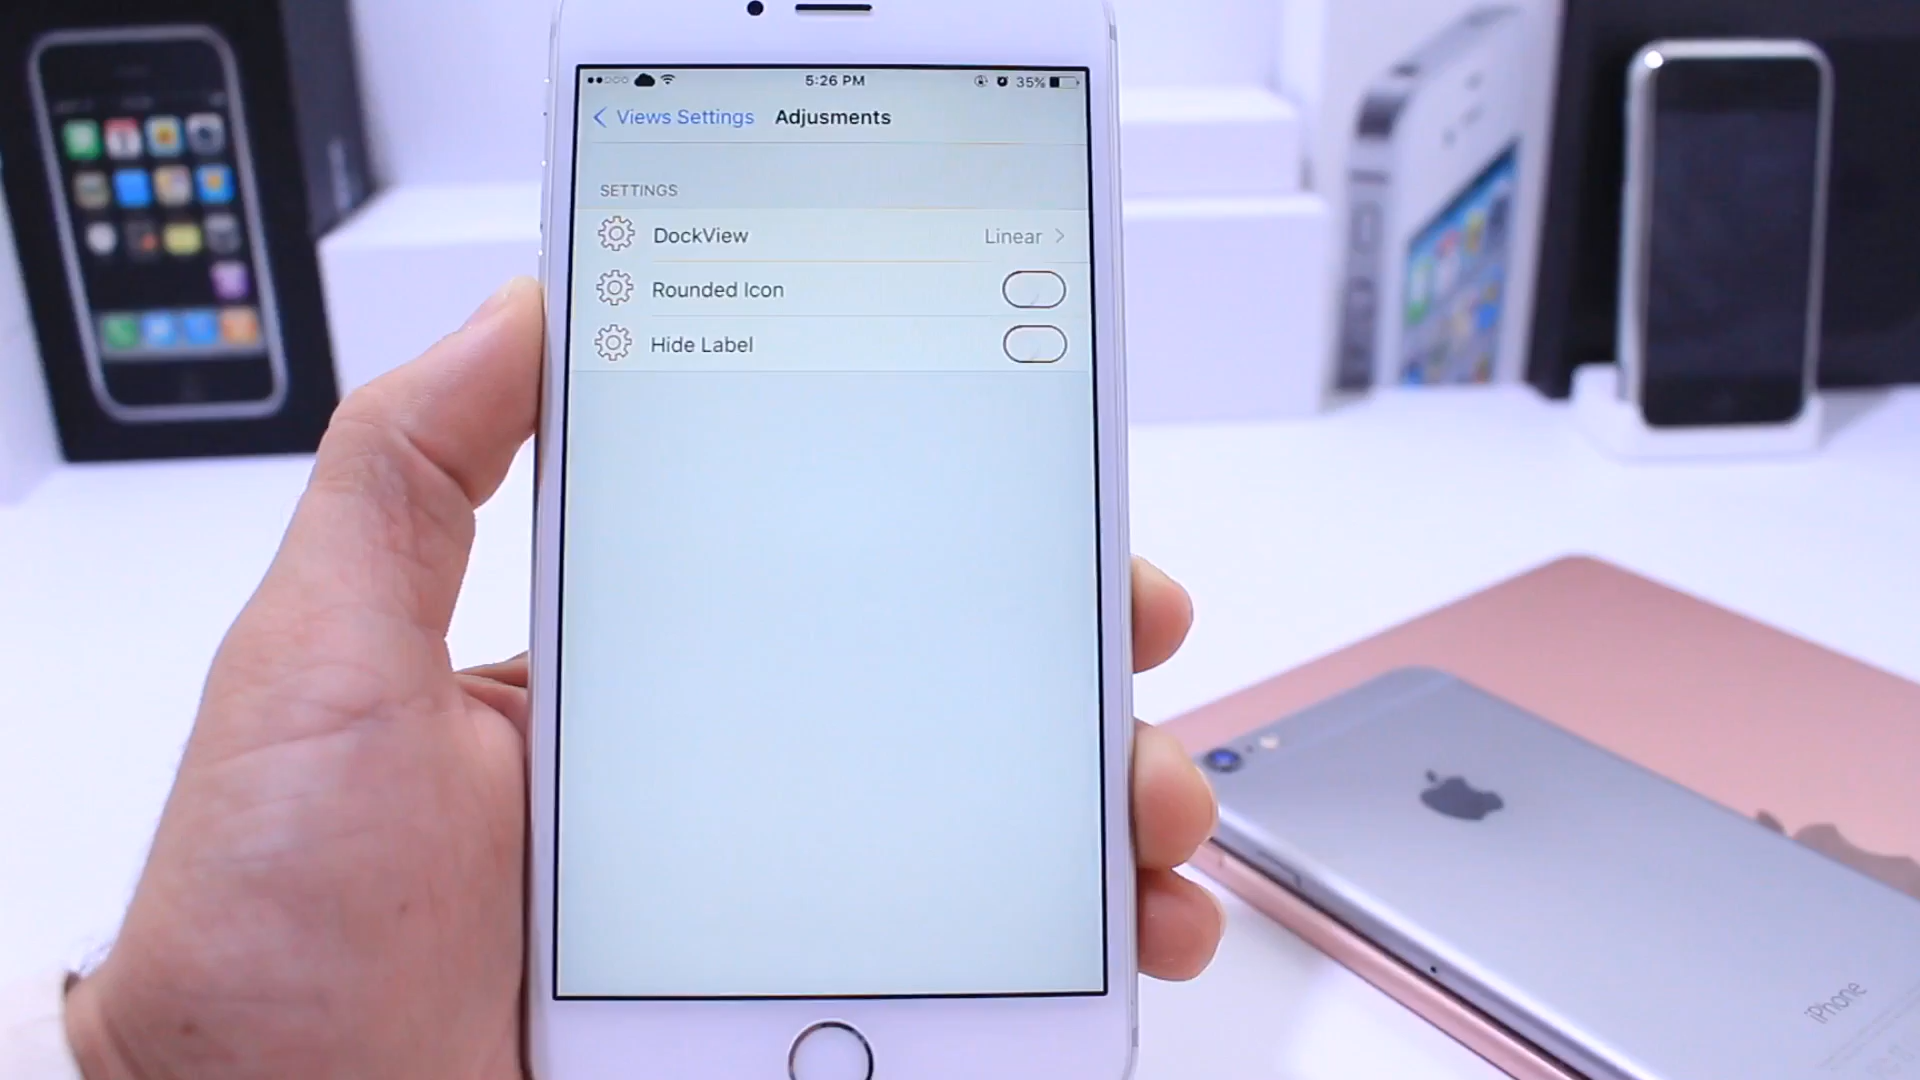 5:26 PM
35%
Views Settings
Adjusments
SETTINGS
DockView
Linear
Rounded Icon
Hide Label
iPhone